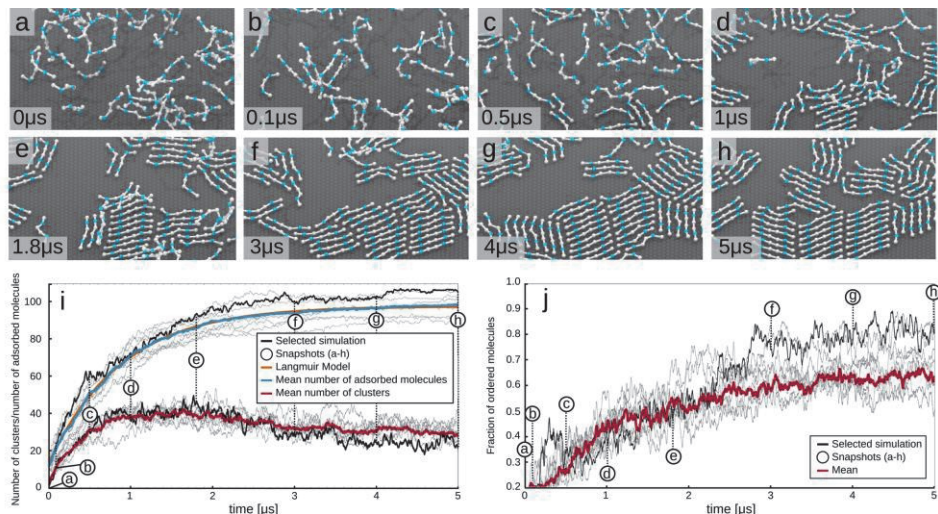 a
b
c
d
0μs
0.1μs
0.5μs
1μs
e
f
g
h
1.8μs
3μs
4μs
5μs
i
Number of clusters/number of adsorbed molecules
100
80
60
40
20
0
0 1 2 3 4 5
time [μs]
a
b
c
d
e
f
g
h
Selected simulation
Snapshots (a-h)
Langmuir Model
Mean number of adsorbed molecules
Mean number of clusters
j
Fraction of ordered molecules
1.0
0.9
0.8
0.7
0.6
0.5
0.4
0.3
0.2
0 1 2 3 4 5
time [μs]
a
b
c
d
e
f
g
h
Selected simulation
Snapshots (a-h)
Mean